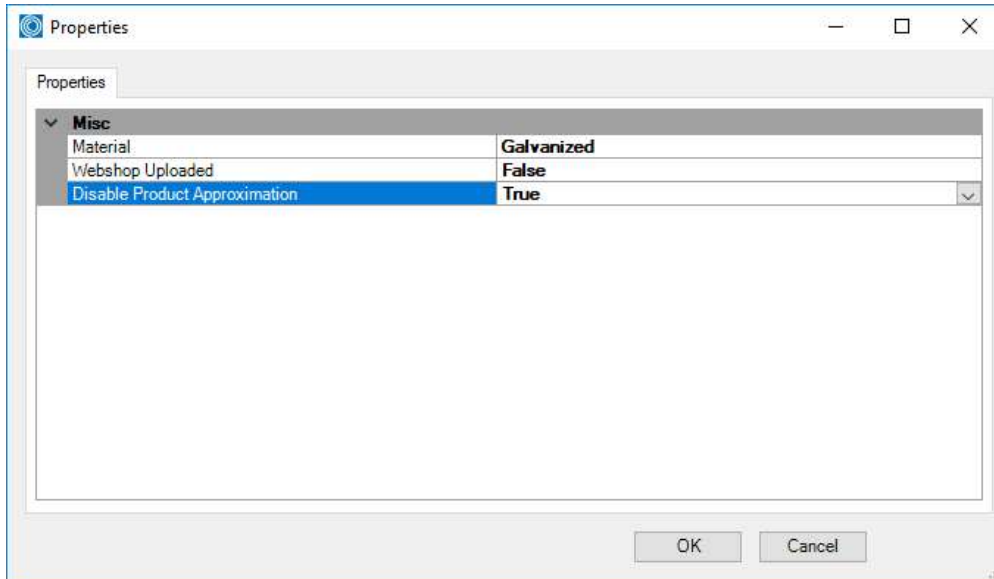 Properties
Properties
Misc
Material Galvanized
Webshop Uploaded False
Disable Product Approximation True
OK Cancel